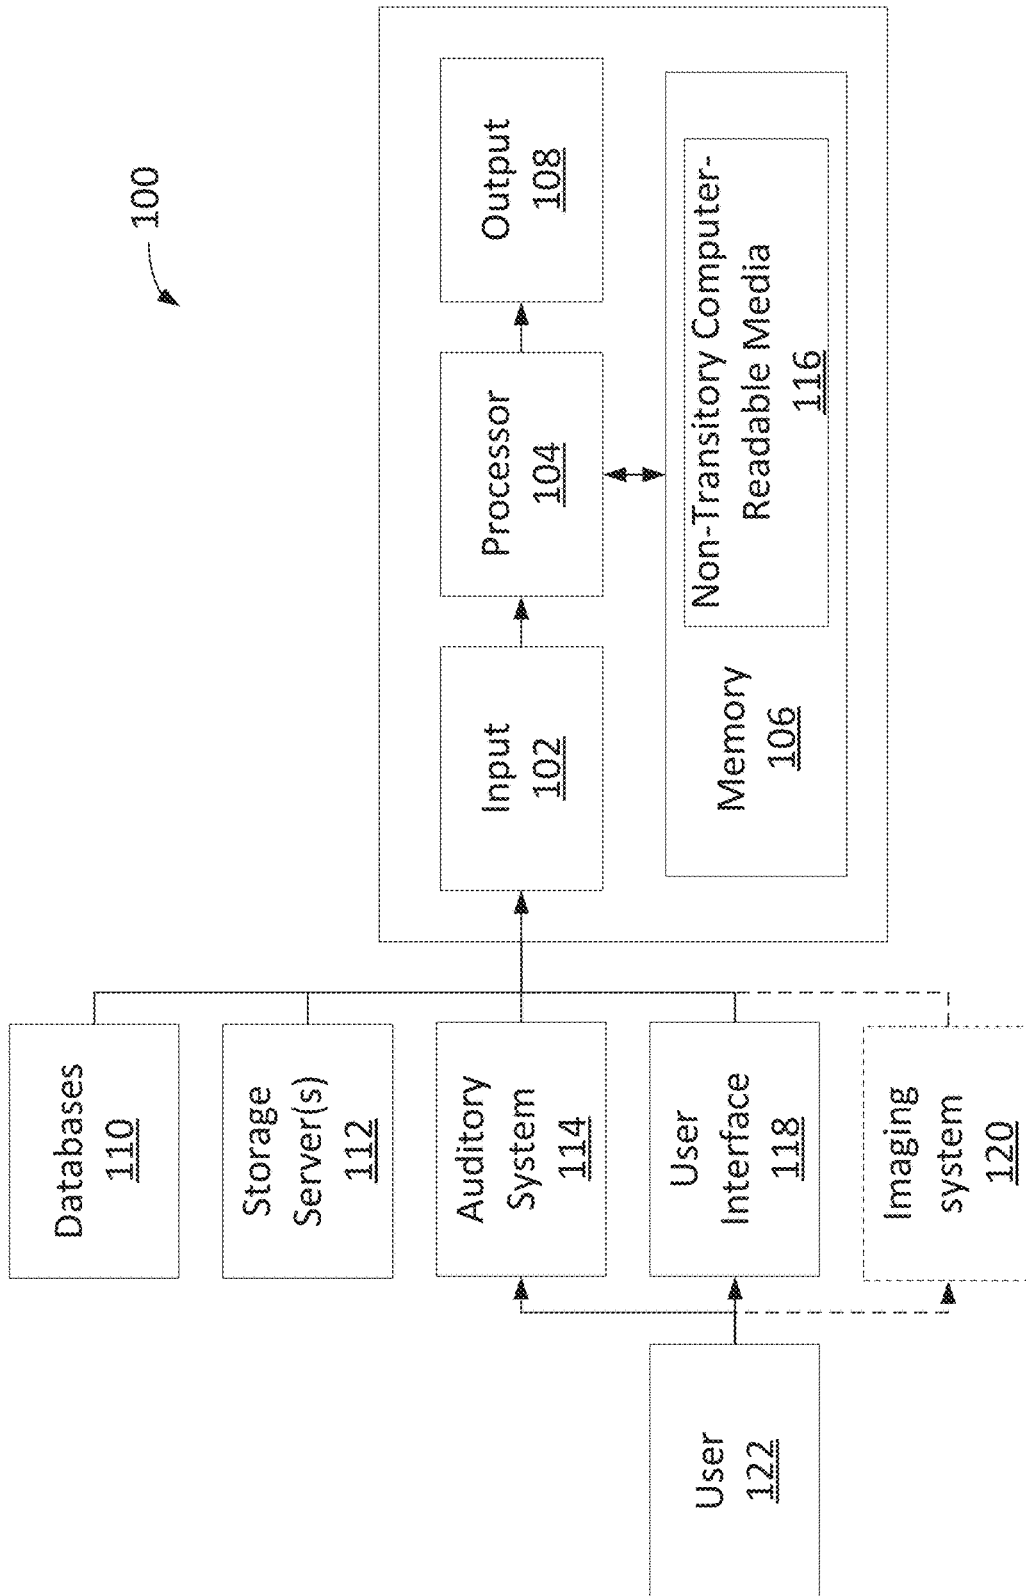 100
Databases
110
Storage
Server(s)
112
Auditory
System
114
User
Interface
118
Imaging
system
120
User
122
Input
102
Processor
104
Output
108
Memory
106
Non-Transitory Computer-
Readable Media
116